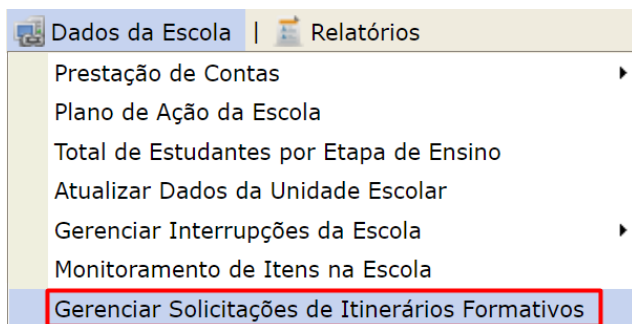 Dados da Escola | Relatórios
Prestação de Contas
Plano de Ação da Escola
Total de Estudantes por Etapa de Ensino
Atualizar Dados da Unidade Escolar
Gerenciar Interrupções da Escola
Monitoramento de Itens na Escola
Gerenciar Solicitações de Itinerários Formativos